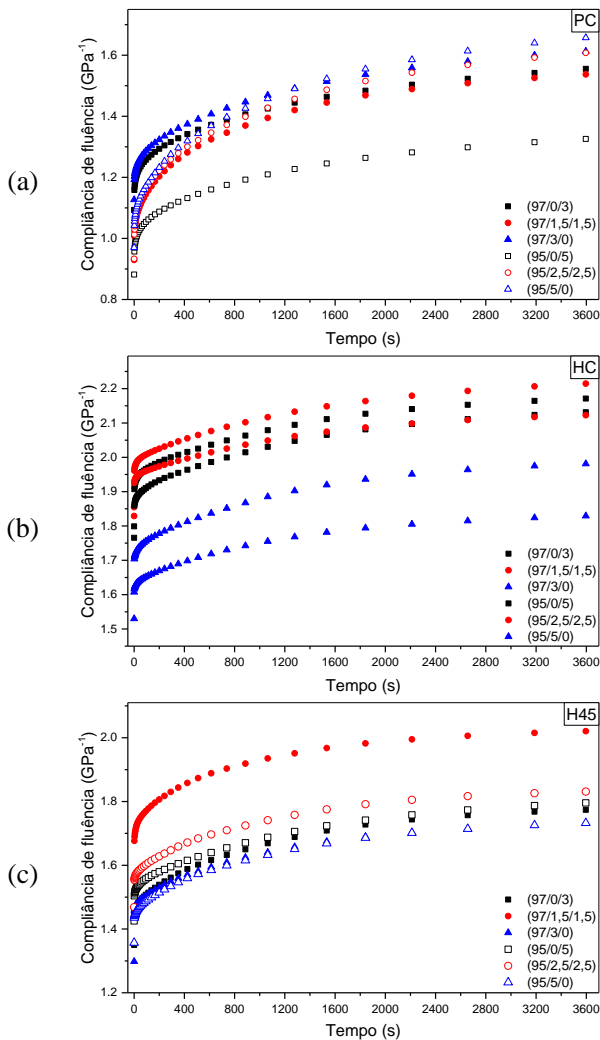 (a)
PC
Compliância de fluência (GPa⁻¹)
1.6
1.4
1.2
1.0
0.8
0 400 800 1200 1600 2000 2400 2800 3200 3600
Tempo (s)
(97/0/3)
(97/1,5/1,5)
(97/3/0)
(95/0/5)
(95/2,5/2,5)
(95/5/0)
(b)
HC
Compliância de fluência (GPa⁻¹)
2.2
2.1
2.0
1.9
1.8
1.7
1.6
1.5
0 400 800 1200 1600 2000 2400 2800 3200 3600
Tempo (s)
(97/0/3)
(97/1,5/1,5)
(97/3/0)
(95/0/5)
(95/2,5/2,5)
(95/5/0)
(c)
H45
Compliância de fluência (GPa⁻¹)
2.0
1.8
1.6
1.4
1.2
0 400 800 1200 1600 2000 2400 2800 3200 3600
Tempo (s)
(97/0/3)
(97/1,5/1,5)
(97/3/0)
(95/0/5)
(95/2,5/2,5)
(95/5/0)